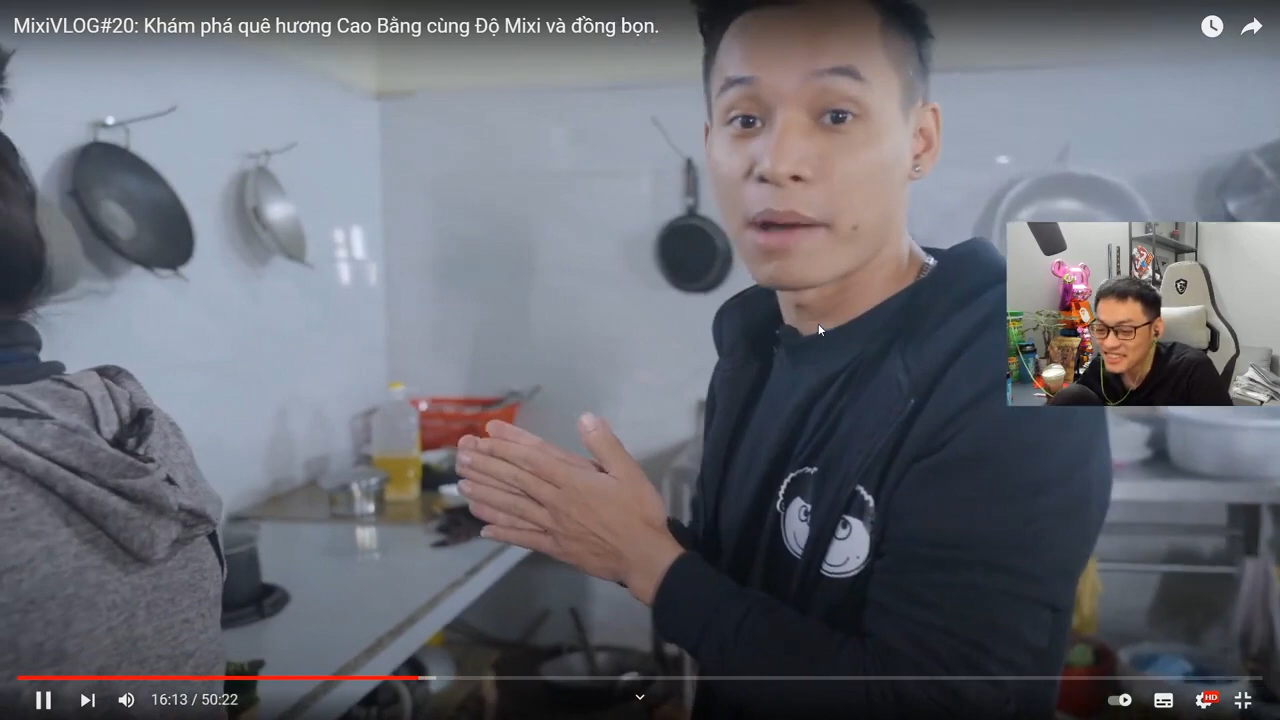 MixiVLOG#20: Khám phá quê hương Cao Bằng cùng Độ Mixi và đồng bọn.
16:13 / 50:22
HD